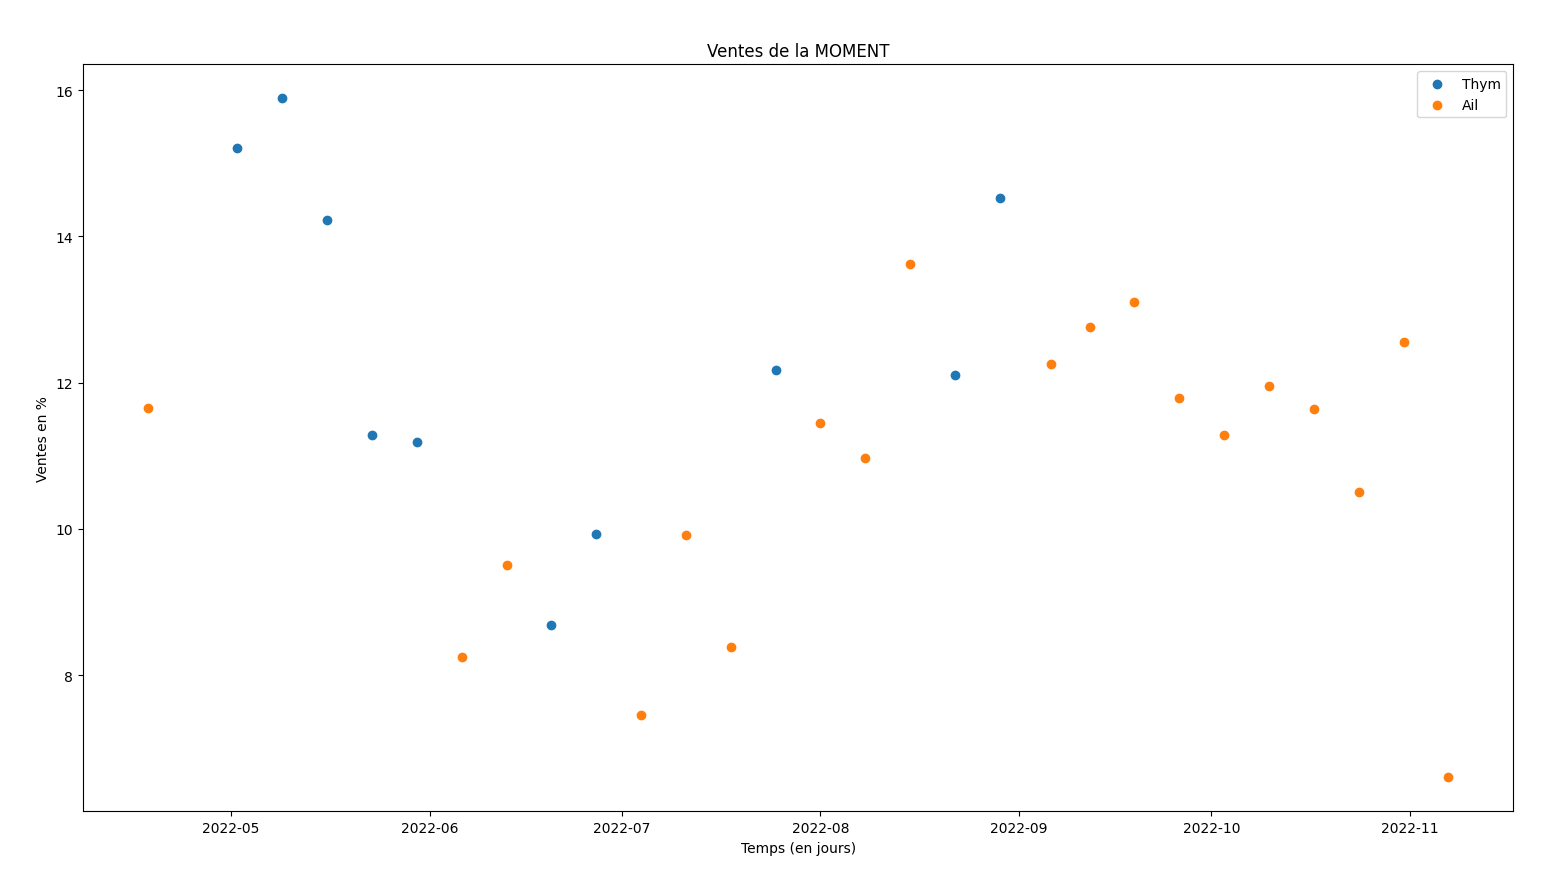 Ventes de la MOMENT
Thym
Ail
16
14
12
10
8
Ventes en %
2022-05 2022-06 2022-07 2022-08 2022-09 2022-10 2022-11
Temps (en jours)